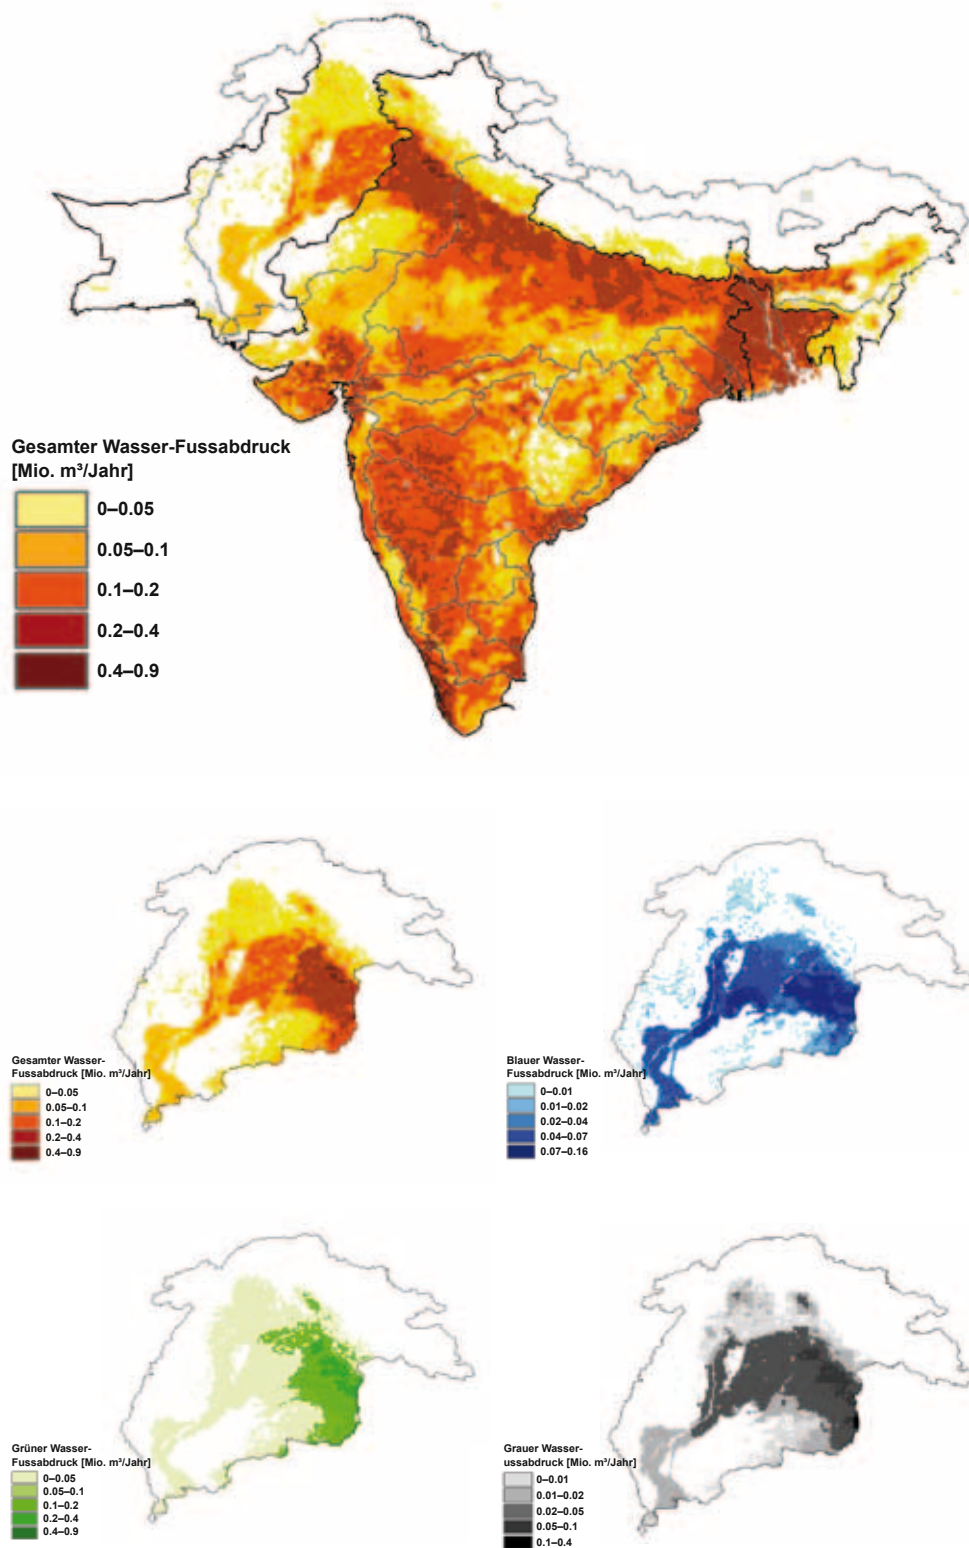 Gesamter Wasser-Fussabdruck
[Mio. m³/Jahr]
0–0.05
0.05–0.1
0.1–0.2
0.2–0.4
0.4–0.9
Gesamter Wasser-
Fussabdruck [Mio. m³/Jahr]
0–0.05
0.05–0.1
0.1–0.2
0.2–0.4
0.4–0.9
Blauer Wasser-
Fussabdruck [Mio. m³/Jahr]
0–0.01
0.01–0.02
0.02–0.04
0.04–0.07
0.07–0.16
Grüner Wasser-
Fussabdruck [Mio. m³/Jahr]
0–0.05
0.05–0.1
0.1–0.2
0.2–0.4
0.4–0.9
Grauer Wasser-
ussabdruck [Mio. m³/Jahr]
0–0.01
0.01–0.02
0.02–0.05
0.05–0.1
0.1–0.4